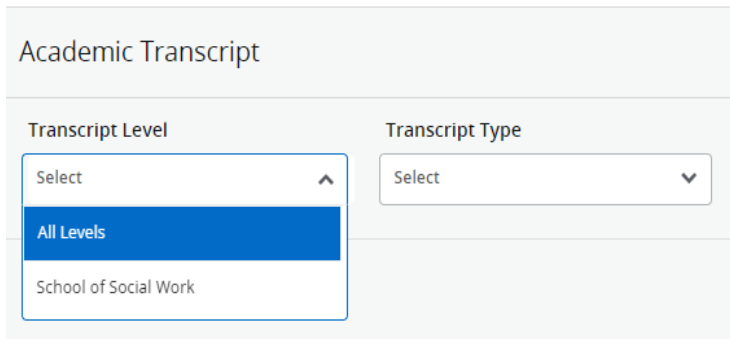 Academic Transcript
Transcript Level
Transcript Type
Select
Select
All Levels
School of Social Work